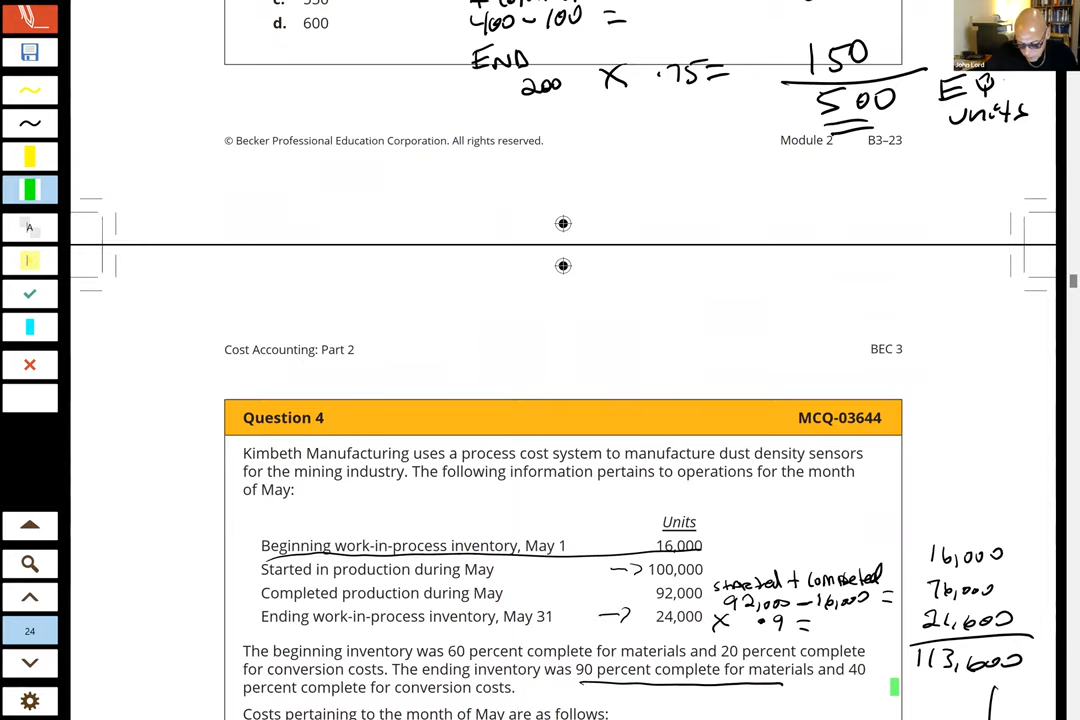 d. 600
400 - 100 =
END
200 X .75 =
150
500
EQ
units
John Lord
© Becker Professional Education Corporation. All rights reserved.
Module 2 B3–23
Cost Accounting: Part 2
BEC 3
Question 4
MCQ-03644
Kimbeth Manufacturing uses a process cost system to manufacture dust density sensors
for the mining industry. The following information pertains to operations for the month
of May:
Units
Beginning work-in-process inventory, May 1 16,000
Started in production during May 100,000
Completed production during May 92,000
Ending work-in-process inventory, May 31 24,000
started + completed
92,000 - 16,000 =
X .9 =
16,000
76,000
21,600
113,600
The beginning inventory was 60 percent complete for materials and 20 percent complete
for conversion costs. The ending inventory was 90 percent complete for materials and 40
percent complete for conversion costs.
Costs pertaining to the month of May are as follows:
A
24